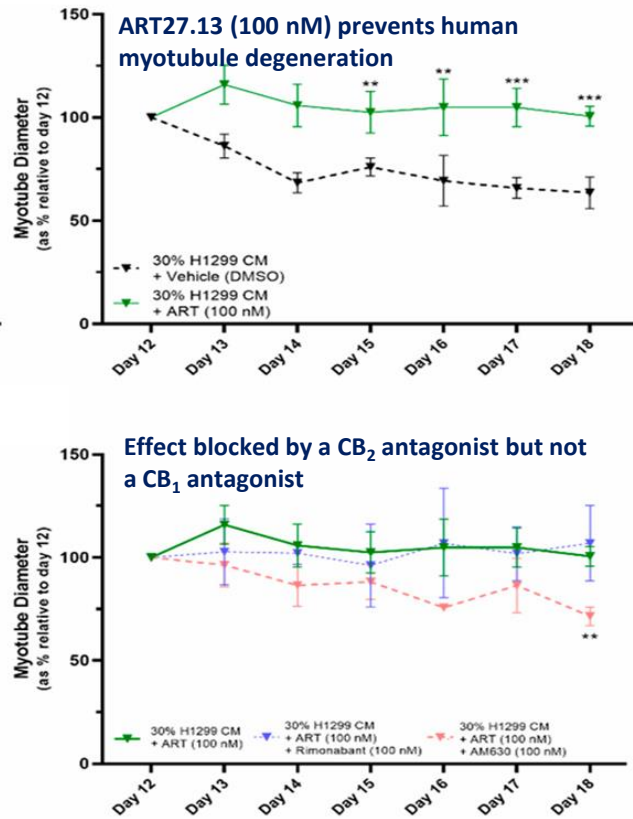 ART27.13 (100 nM) prevents human
myotubule degeneration
150
100
50
0
Myotube Diameter
(as % relative to day 12)
** ** *** ***
30% H1299 CM
+ Vehicle (DMSO)
30% H1299 CM
+ ART (100 nM)
Day 12 Day 13 Day 14 Day 15 Day 16 Day 17 Day 18
Effect blocked by a CB₂ antagonist but not
a CB₁ antagonist
150
100
50
0
Myotube Diameter
(as % relative to day 12)
**
30% H1299 CM
+ ART (100 nM)
30% H1299 CM
+ ART (100 nM)
+ Rimonabant (100 nM)
30% H1299 CM
+ ART (100 nM)
+ AM630 (100 nM)
Day 12 Day 13 Day 14 Day 15 Day 16 Day 17 Day 18